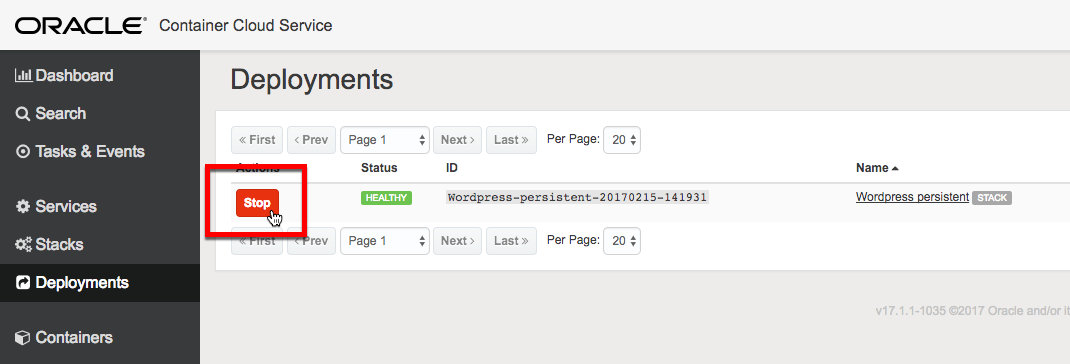 ORACLE® Container Cloud Service
Dashboard
Search
Tasks & Events
Services
Stacks
Deployments
Containers
Deployments
« First ‹ Prev Page 1 Next › Last » Per Page: 20
Actions Status ID Name
Stop HEALTHY Wordpress-persistent-20170215-141931 Wordpress persistent STACK
« First ‹ Prev Page 1 Next › Last » Per Page: 20
v17.1.1-1035 ©2017 Oracle and/or it